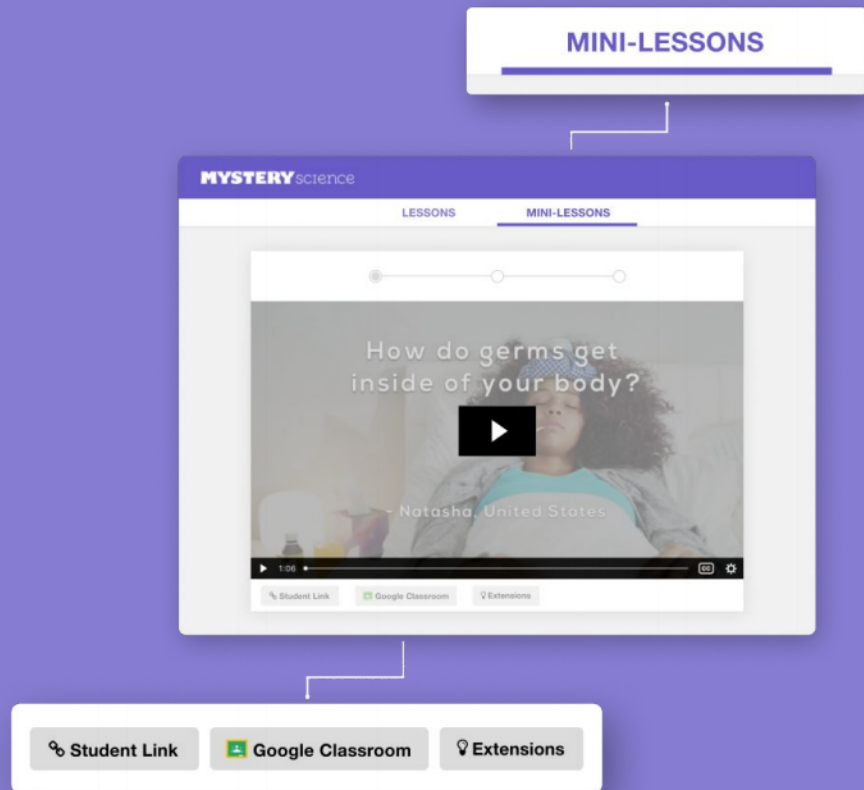 MINI-LESSONS
MYSTERY science
LESSONS MINI-LESSONS
How do germs get
inside of your body?
- Natasha, United States
1:06 CC
Student Link Google Classroom Extensions
Student Link Google Classroom Extensions